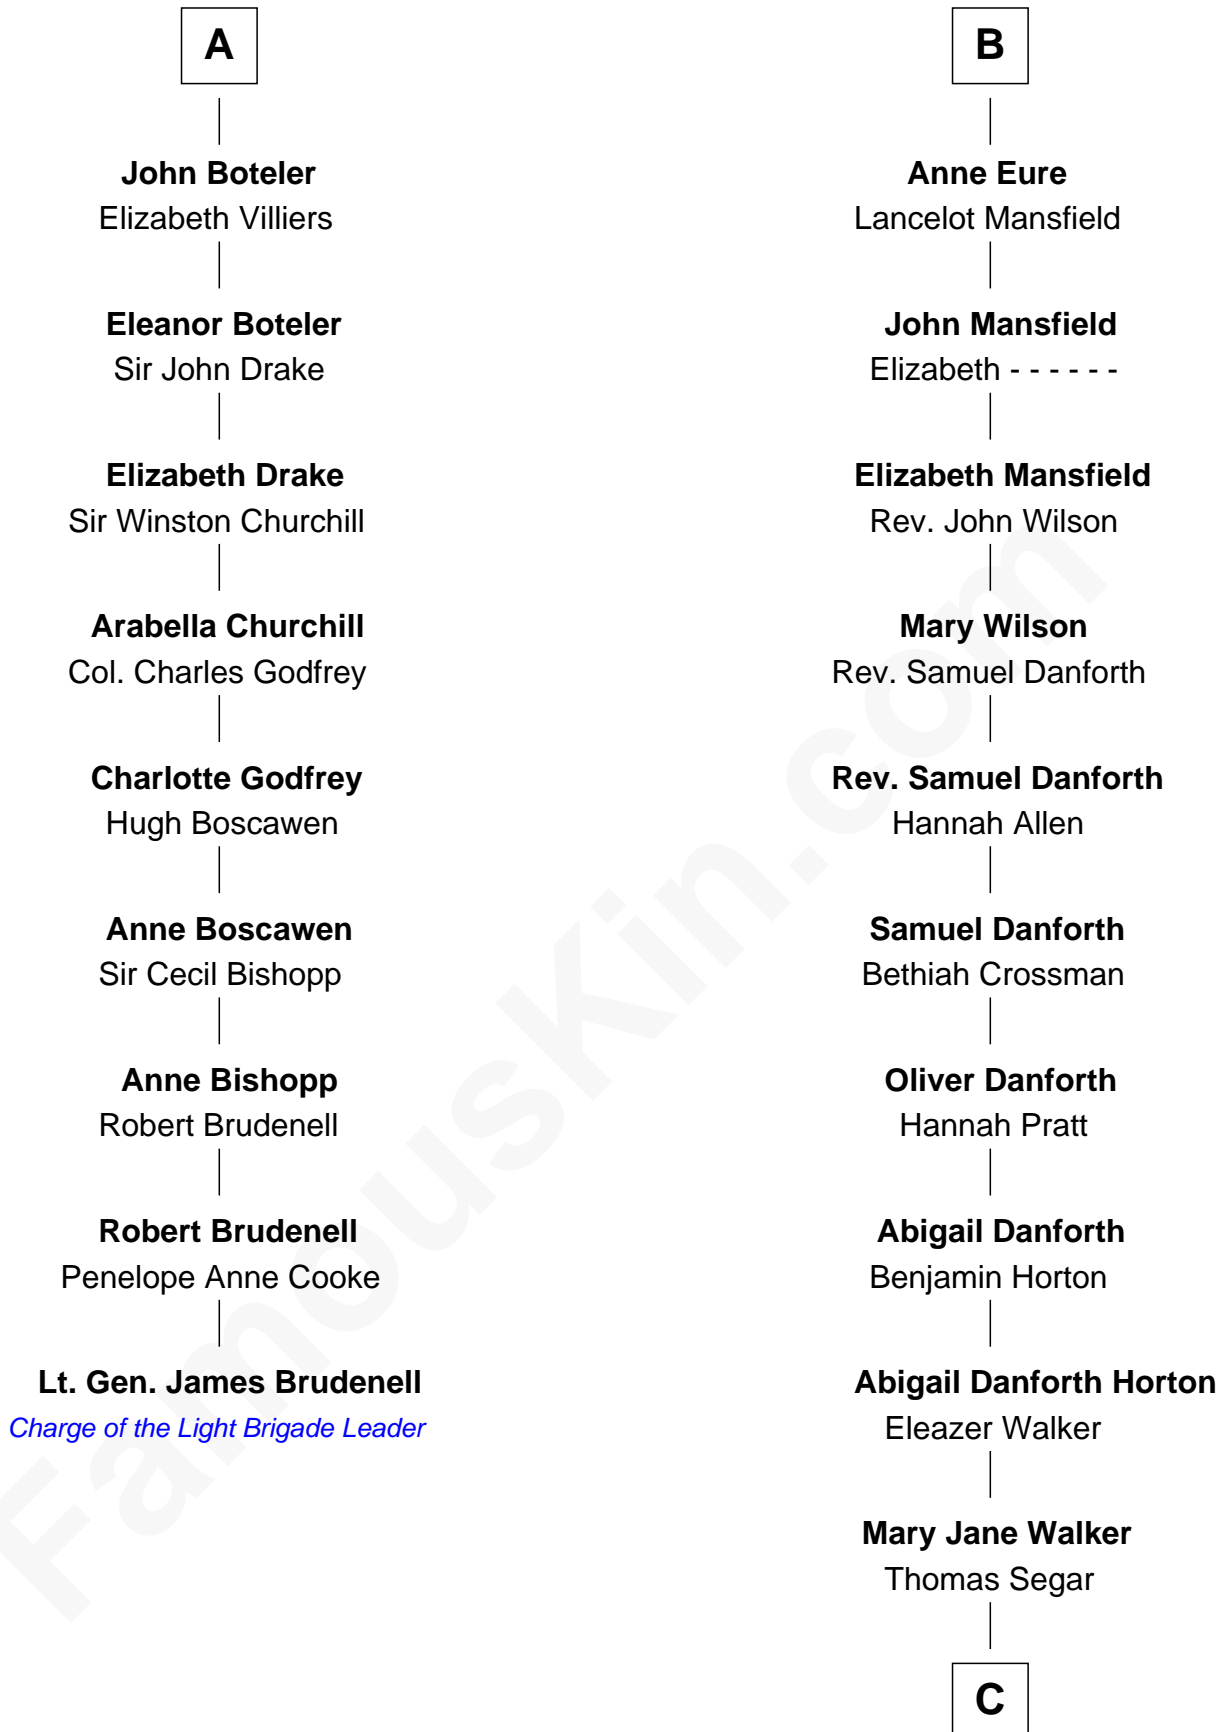 A
John Boteler
Elizabeth Villiers
Eleanor Boteler
Sir John Drake
Elizabeth Drake
Sir Winston Churchill
Arabella Churchill
Col. Charles Godfrey
Charlotte Godfrey
Hugh Boscawen
Anne Boscawen
Sir Cecil Bishopp
Anne Bishopp
Robert Brudenell
Robert Brudenell
Penelope Anne Cooke
Lt. Gen. James Brudenell
Charge of the Light Brigade Leader
B
Anne Eure
Lancelot Mansfield
John Mansfield
Elizabeth - - - - - -
Elizabeth Mansfield
Rev. John Wilson
Mary Wilson
Rev. Samuel Danforth
Rev. Samuel Danforth
Hannah Allen
Samuel Danforth
Bethiah Crossman
Oliver Danforth
Hannah Pratt
Abigail Danforth
Benjamin Horton
Abigail Danforth Horton
Eleazer Walker
Mary Jane Walker
Thomas Segar
C
FamousKin.com